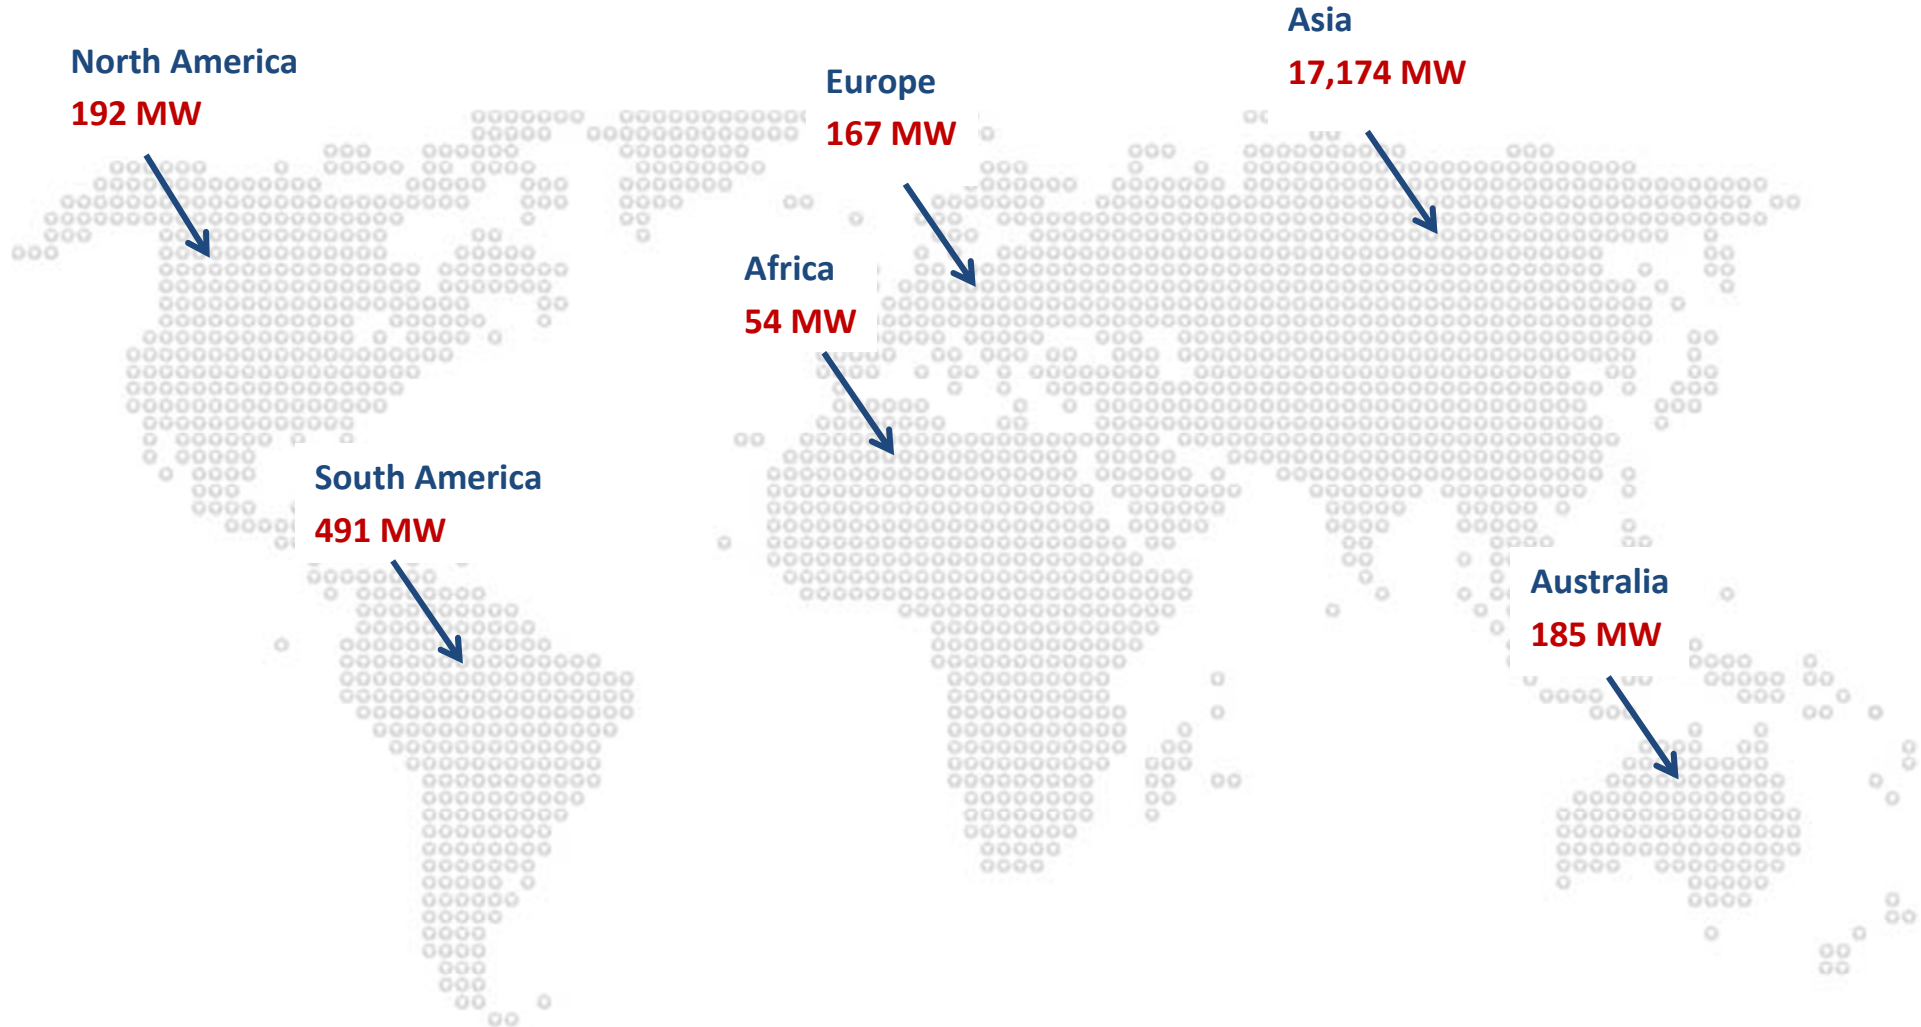 North America
192 MW
Europe
167 MW
Asia
17,174 MW
Africa
54 MW
South America
491 MW
Australia
185 MW